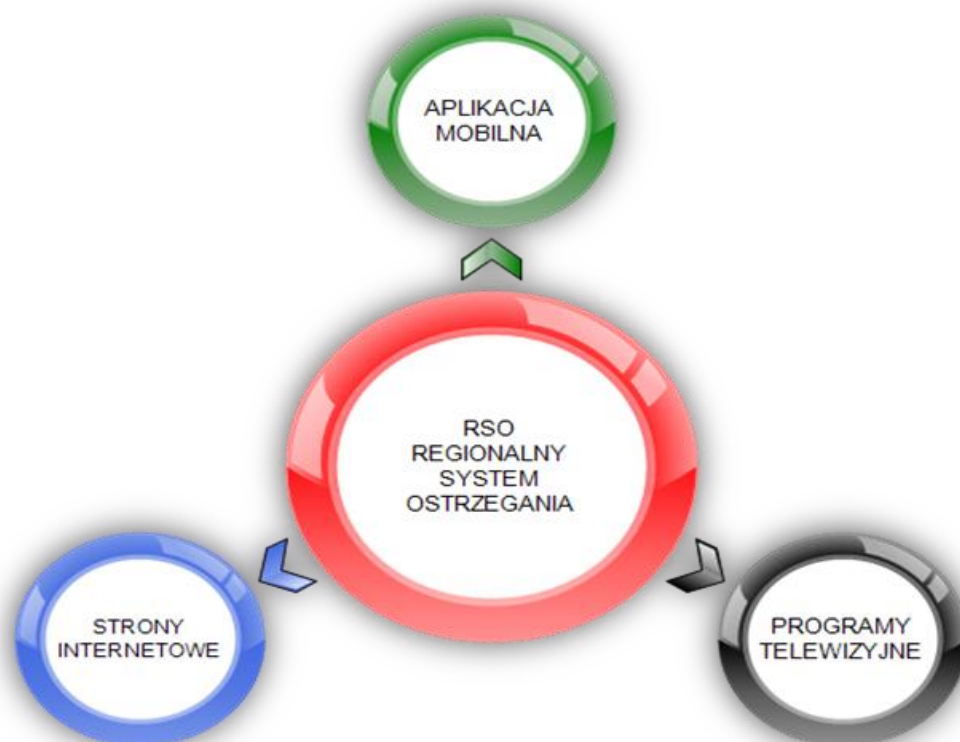 APLIKACJA
MOBILNA
RSO
REGIONALNY
SYSTEM
OSTRZEGANIA
STRONY
INTERNETOWE
PROGRAMY
TELEWIZYJNE